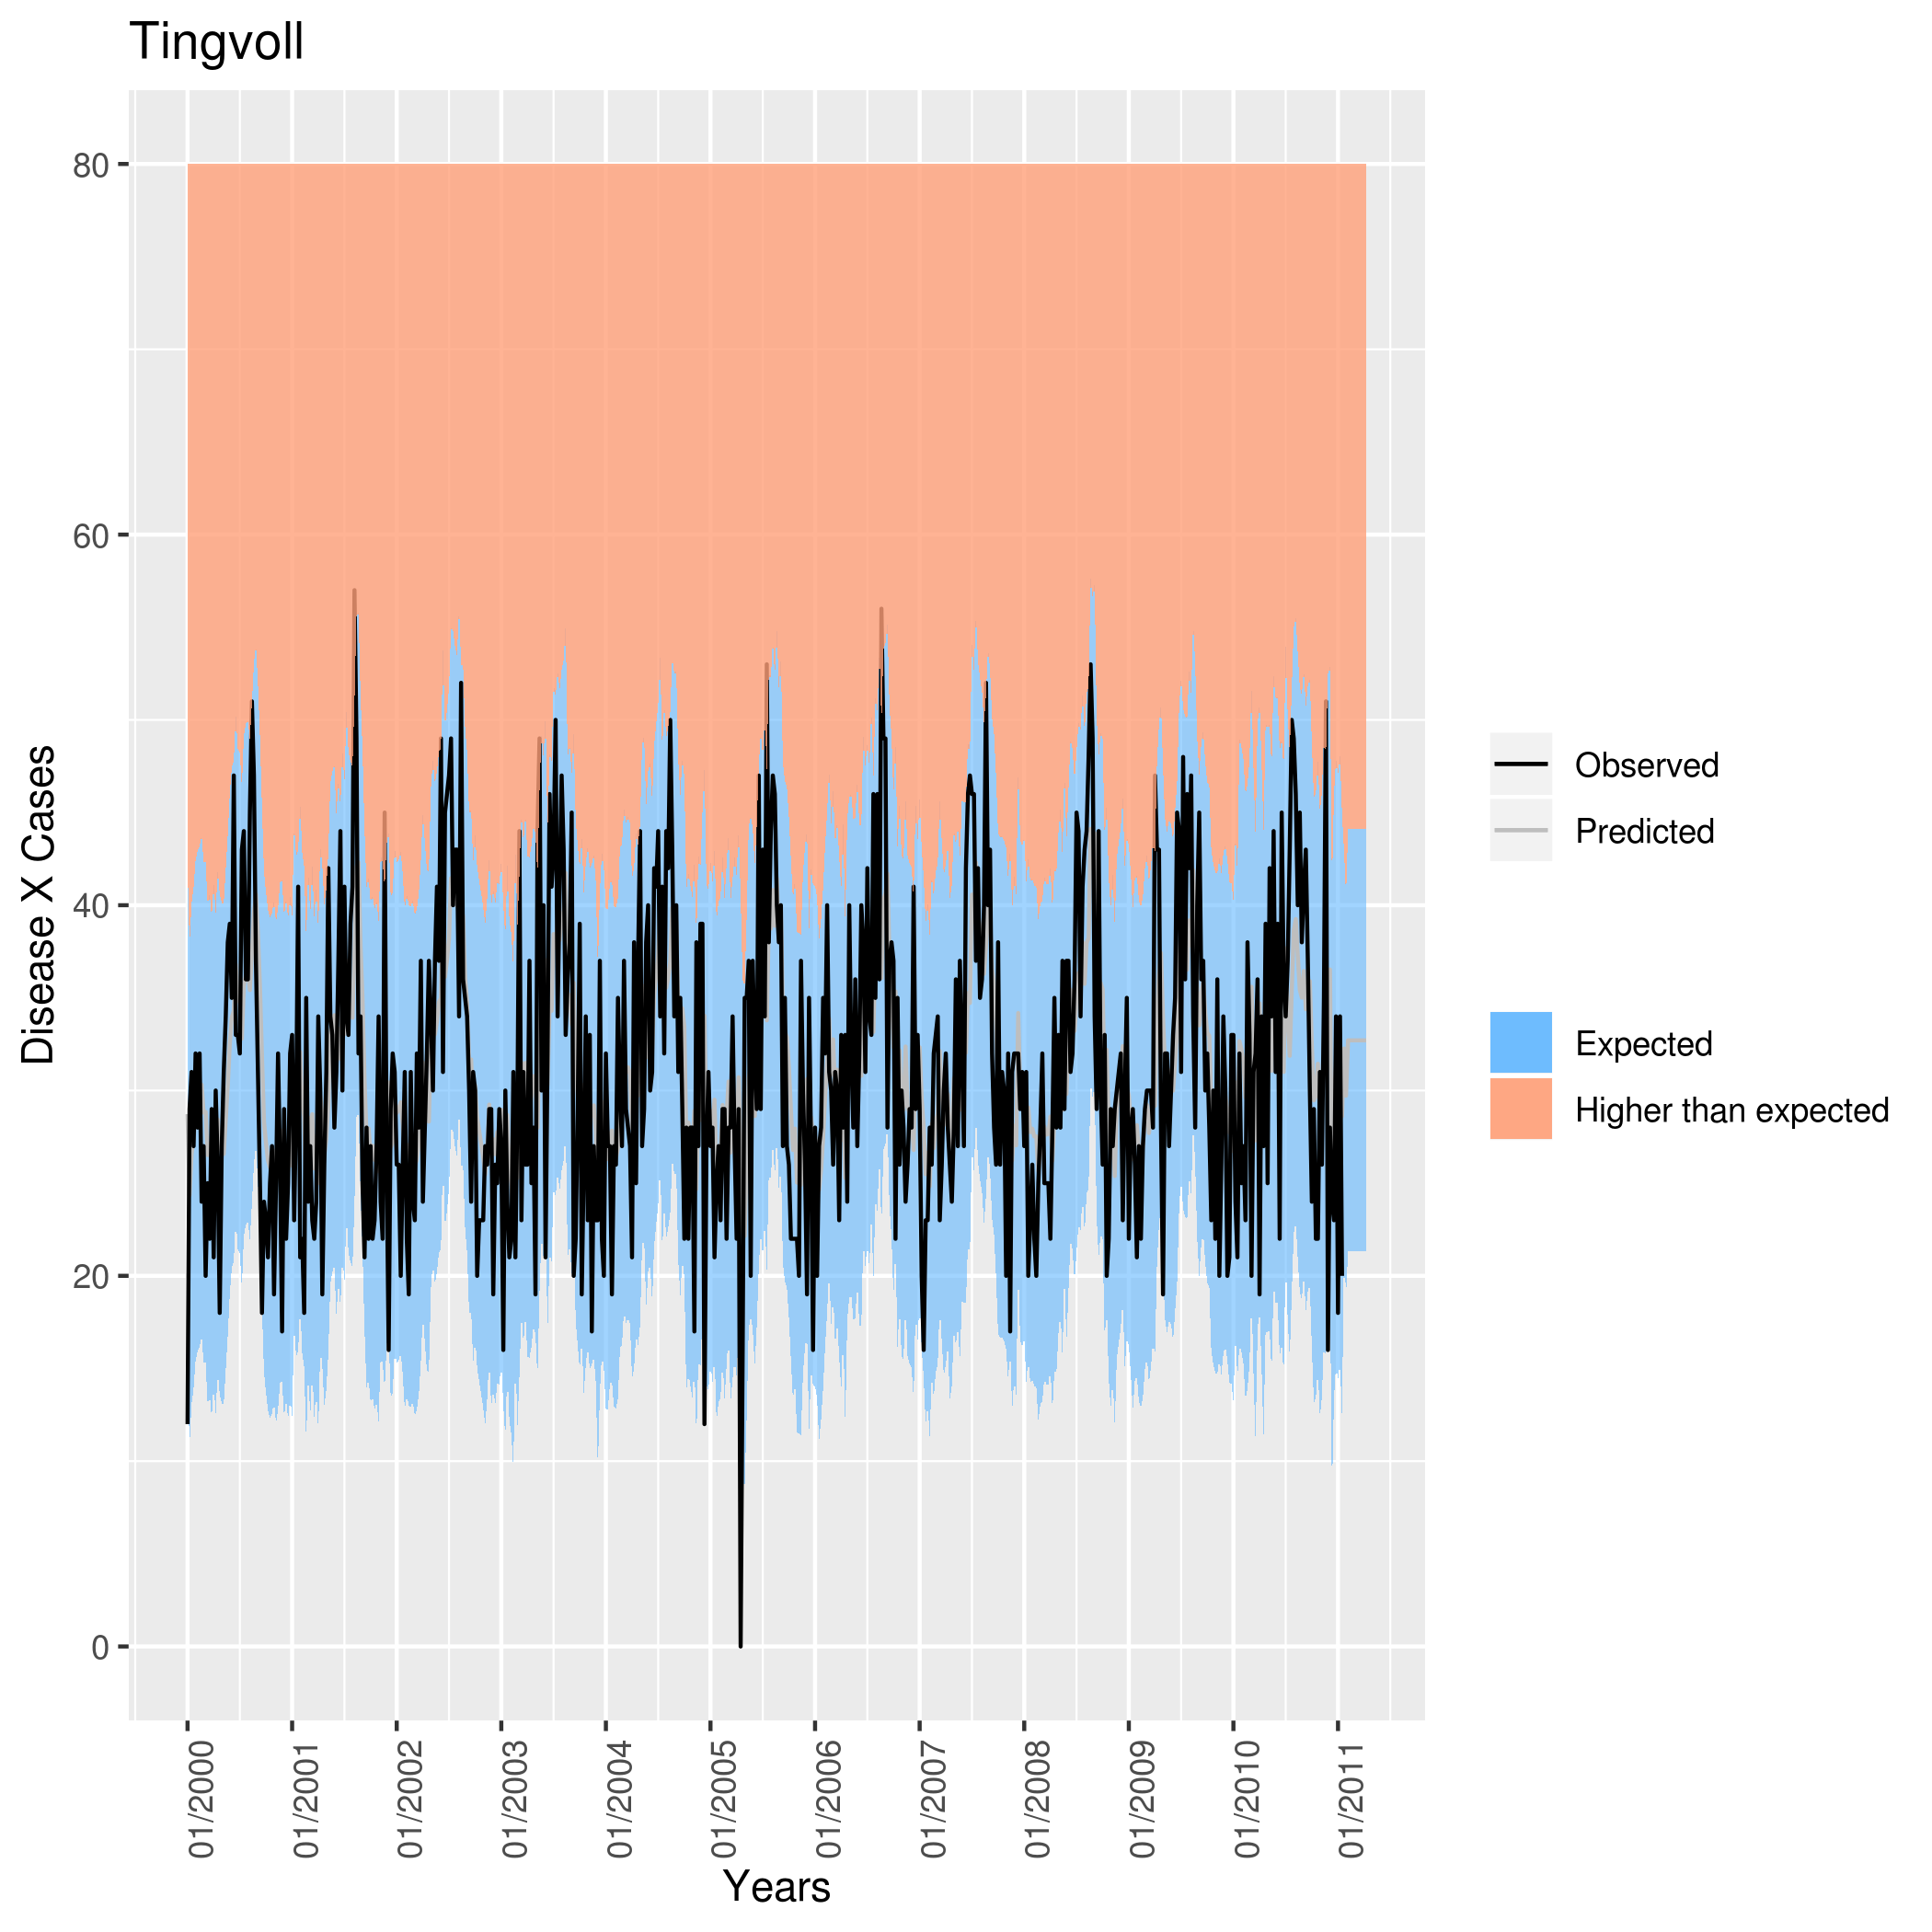 Tingvoll
Disease X Cases
80
60
40
20
0
01/2000
01/2001
01/2002
01/2003
01/2004
01/2005
01/2006
01/2007
01/2008
01/2009
01/2010
01/2011
Years
Observed
Predicted
Expected
Higher than expected